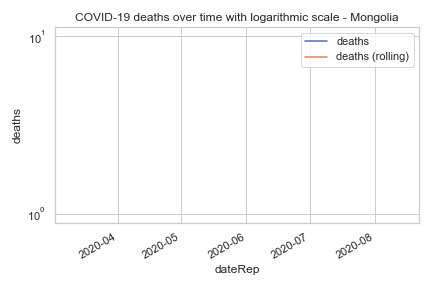 COVID-19 deaths over time with logarithmic scale - Mongolia
10¹
deaths
deaths (rolling)
deaths
10⁰
2020-04
2020-05
2020-06
2020-07
2020-08
dateRep